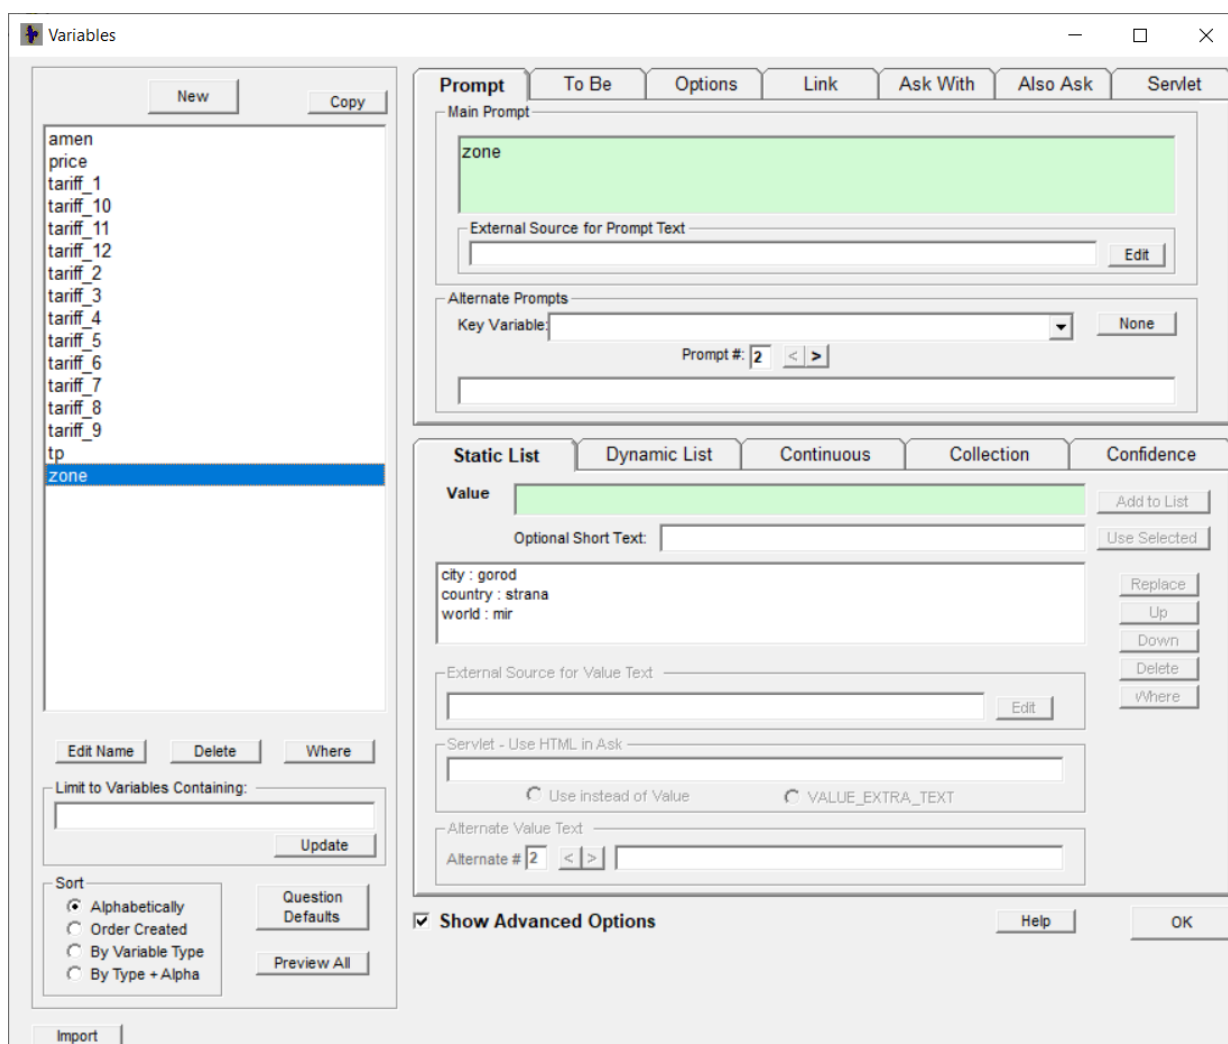 Variables
New
Copy
amen
price
tariff_1
tariff_10
tariff_11
tariff_12
tariff_2
tariff_3
tariff_4
tariff_5
tariff_6
tariff_7
tariff_8
tariff_9
tp
zone
Edit Name
Delete
Where
Limit to Variables Containing:
Update
Sort
Alphabetically
Order Created
By Variable Type
By Type + Alpha
Question
Defaults
Preview All
Import
Prompt
To Be
Options
Link
Ask With
Also Ask
Servlet
Main Prompt
zone
External Source for Prompt Text
Edit
Alternate Prompts
Key Variable:
None
Prompt #: 2 < >
Static List
Dynamic List
Continuous
Collection
Confidence
Value
Add to List
Optional Short Text:
Use Selected
city : gorod
country : strana
world : mir
Replace
Up
Down
Delete
Where
External Source for Value Text
Edit
Servlet - Use HTML in Ask
Use instead of Value
VALUE_EXTRA_TEXT
Alternate Value Text
Alternate # 2 < >
Show Advanced Options
Help
OK